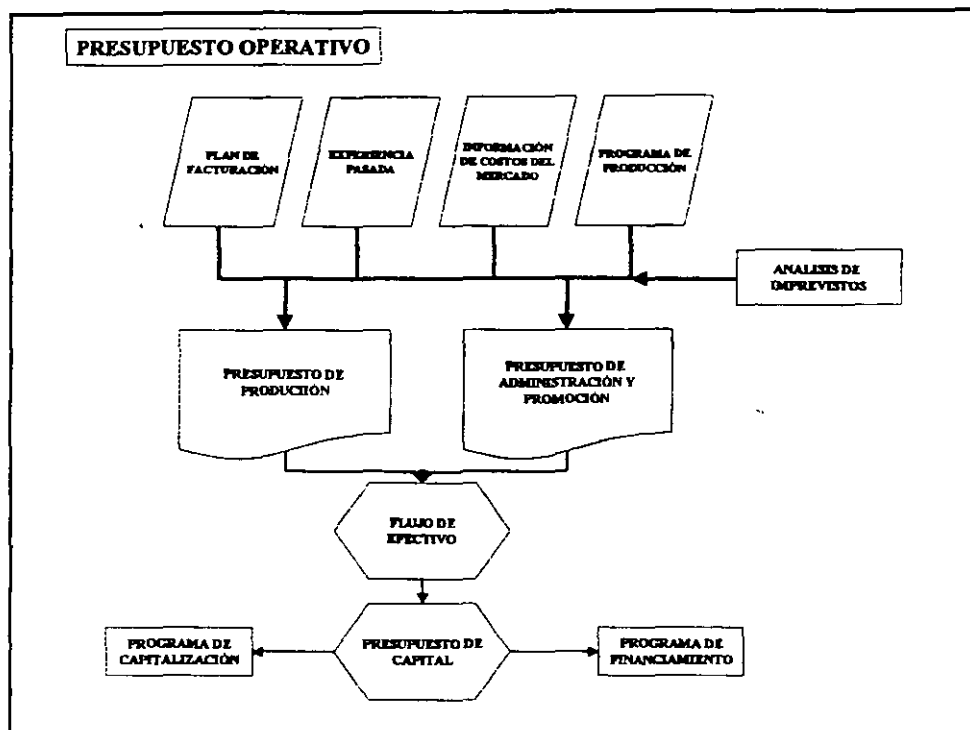 PRESUPUESTO OPERATIVO
PLAN DE
FACTURACIÓN
EXPERIENCIA
PASADA
INFORMACIÓN
DE COSTOS DEL
MERCADO
PROGRAMA DE
PRODUCCIÓN
ANALISIS DE
IMPREVISTOS
PRESUPUESTO DE
PRODUCCIÓN
PRESUPUESTO DE
ADMINISTRACIÓN Y
PROMOCIÓN
FLUJO DE
EFECTIVO
PROGRAMA DE
CAPITALIZACIÓN
PRESUPUESTO DE
CAPITAL
PROGRAMA DE
FINANCIAMIENTO